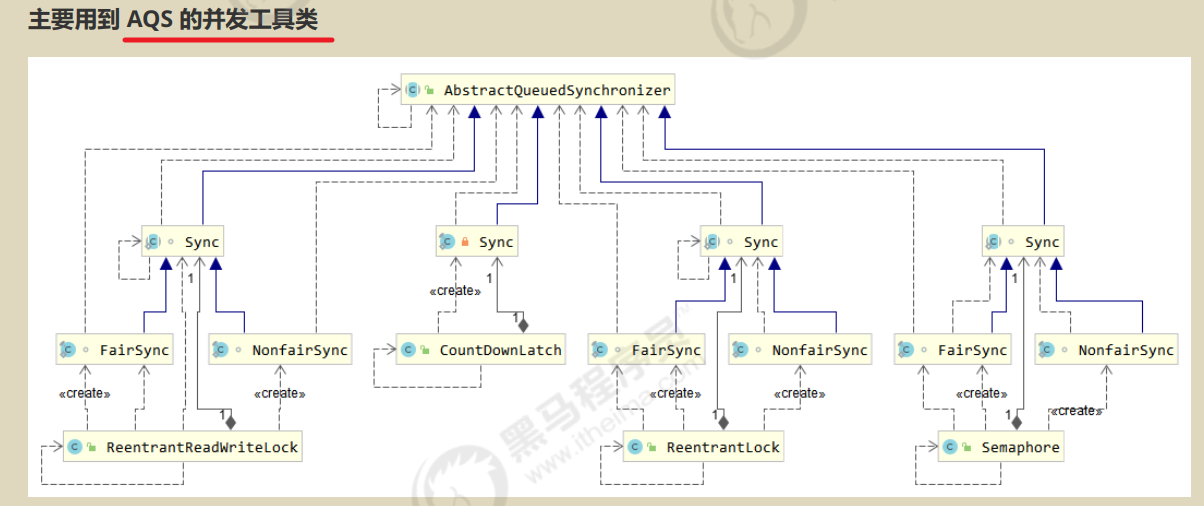 主要用到 AQS 的并发工具类
AbstractQueuedSynchronizer
Sync
Sync
Sync
Sync
1
1
1
1
«create»
FairSync
NonfairSync
1
CountDownLatch
FairSync
NonfairSync
FairSync
NonfairSync
«create»
«create»
«create»
«create»
«create»
«create»
1
1
1
ReentrantReadWriteLock
ReentrantLock
Semaphore
黑马程序员
www.itheima.com